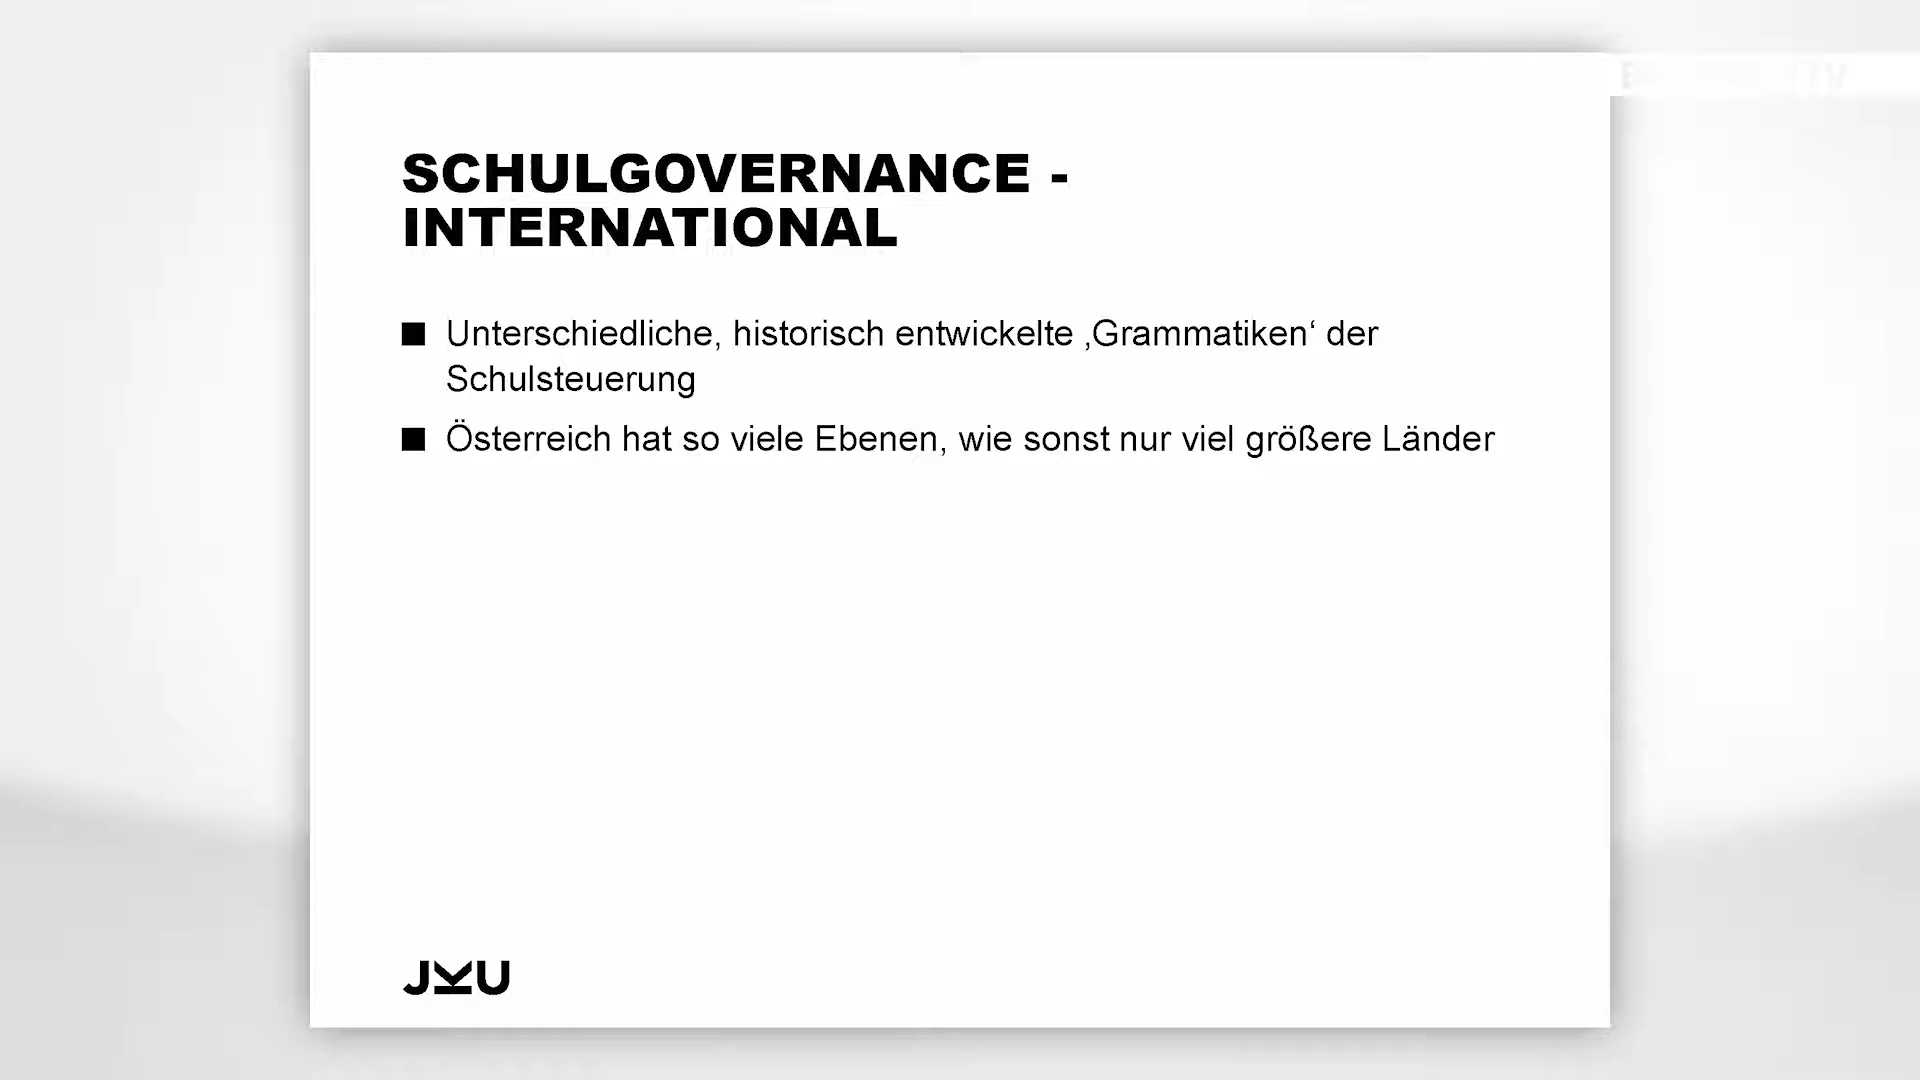 SCHULGOVERNANCE -
INTERNATIONAL
■ Unterschiedliche, historisch entwickelte ‚Grammatiken‘ der
Schulsteuerung
■ Österreich hat so viele Ebenen, wie sonst nur viel größere Länder
JKU